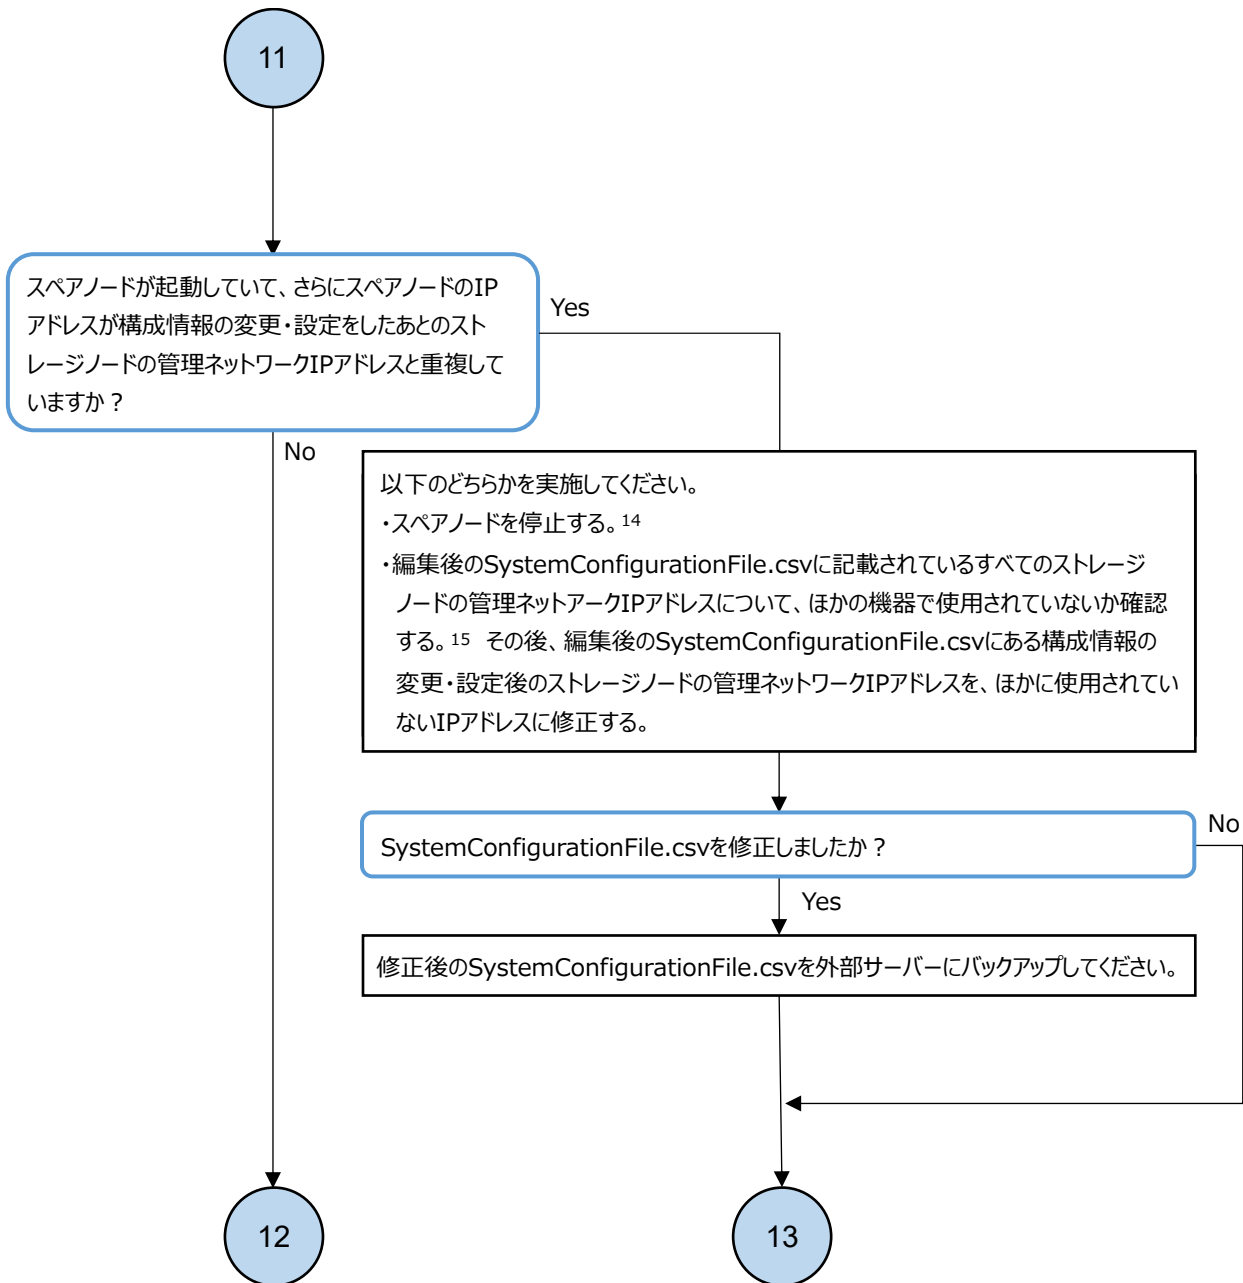 11
スペアノードが起動していて、さらにスペアノードのIP
アドレスが構成情報の変更・設定をしたあとのスト
レージノードの管理ネットワークIPアドレスと重複して
いますか？
Yes
No
以下のどちらかを実施してください。
・スペアノードを停止する。14
・編集後のSystemConfigurationFile.csvに記載されているすべてのストレージ
ノードの管理ネットアークIPアドレスについて、ほかの機器で使用されていないか確認
する。15 その後、編集後のSystemConfigurationFile.csvにある構成情報の
変更・設定後のストレージノードの管理ネットワークIPアドレスを、ほかに使用されてい
ないIPアドレスに修正する。
SystemConfigurationFile.csvを修正しましたか？
No
Yes
修正後のSystemConfigurationFile.csvを外部サーバーにバックアップしてください。
12
13